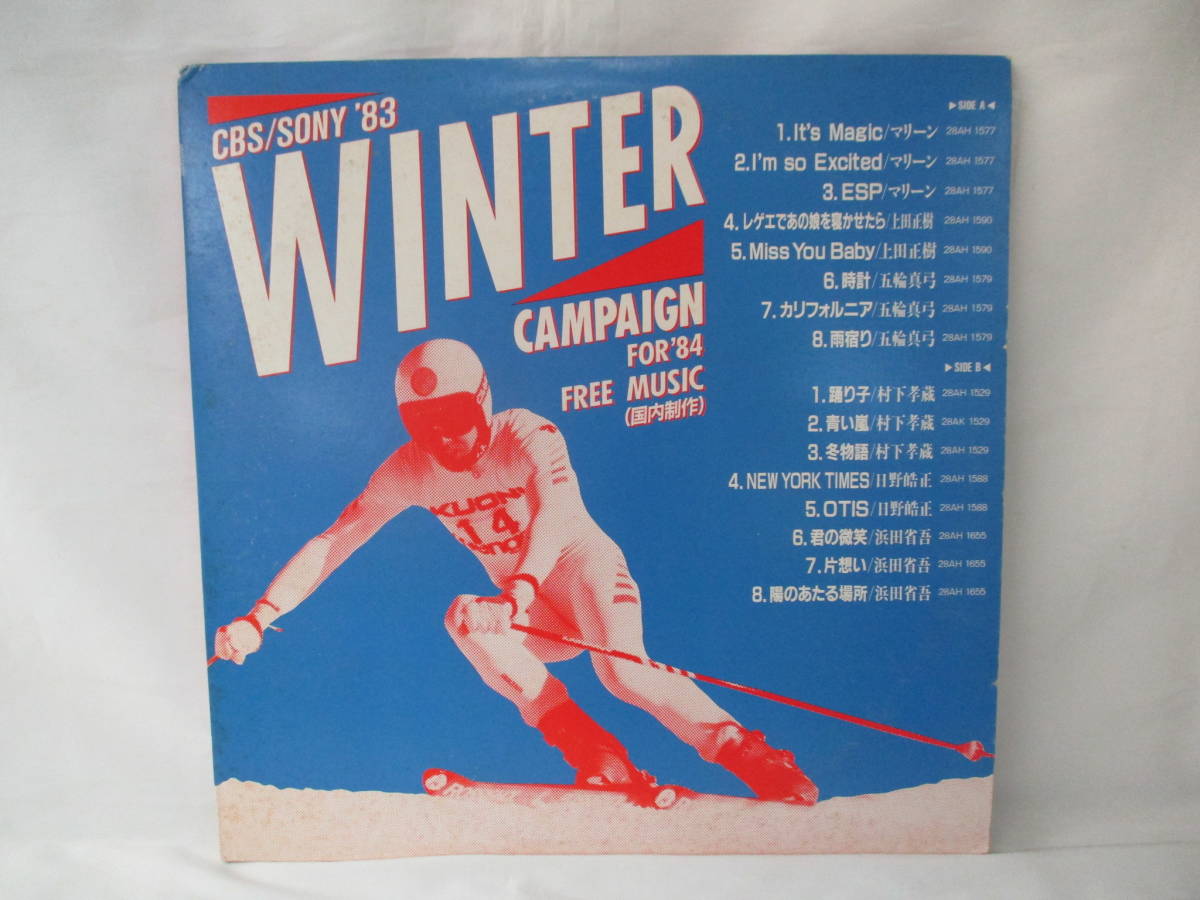 CBS/SONY '83
WINTER
CAMPAIGN
FOR '84
FREE MUSIC
(国内制作)
▶SIDE A◀
1.It's Magic/マリーン 28AH 1577
2.I'm so Excited/マリーン 28AH 1577
3.ESP/マリーン 28AH 1577
4.レゲエであの娘を寝かせたら/上田正樹 28AH 1590
5.Miss You Baby/上田正樹 28AH 1590
6.時計/五輪真弓 28AH 1579
7.カリフォルニア/五輪真弓 28AH 1579
8.雨宿り/五輪真弓 28AH 1579
▶SIDE B◀
1.踊り子/村下孝蔵 28AH 1529
2.青い嵐/村下孝蔵 28AK 1529
3.冬物語/村下孝蔵 28AH 1529
4.NEW YORK TIMES/日野皓正 28AH 1588
5.OTIS/日野皓正 28AH 1588
6.君の微笑/浜田省吾 28AH 1655
7.片想い/浜田省吾 28AH 1655
8.陽のあたる場所/浜田省吾 28AH 1655
KUONI
14